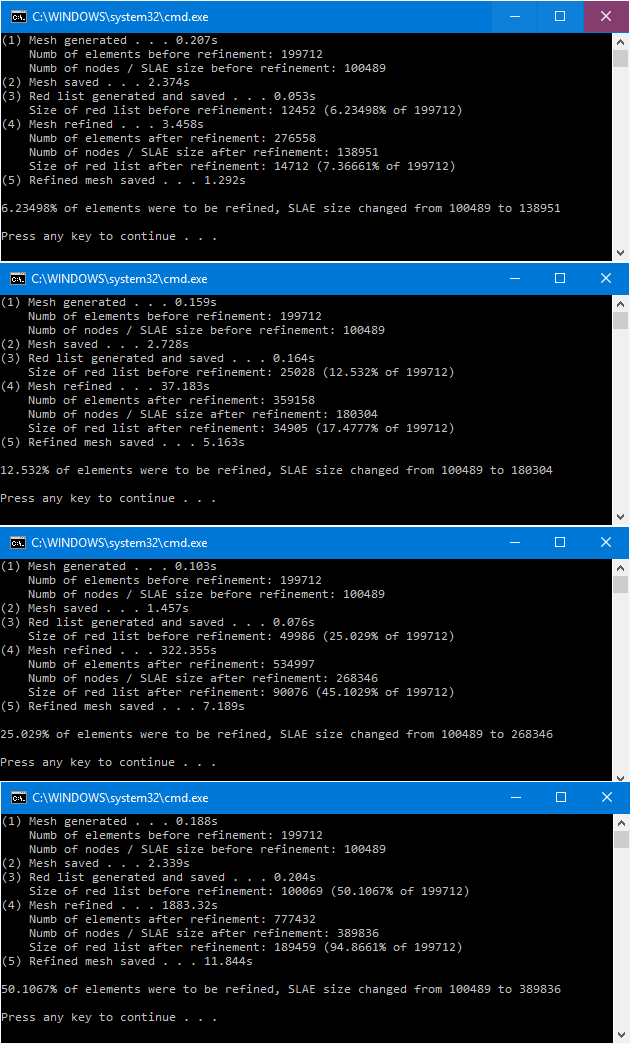 C:\WINDOWS\system32\cmd.exe
(1) Mesh generated . . . 0.207s
Numb of elements before refinement: 199712
Numb of nodes / SLAE size before refinement: 100489
(2) Mesh saved . . . 2.374s
(3) Red list generated and saved . . . 0.053s
Size of red list before refinement: 12452 (6.23498% of 199712)
(4) Mesh refined . . . 3.458s
Numb of elements after refinement: 276558
Numb of nodes / SLAE size after refinement: 138951
Size of red list after refinement: 14712 (7.36661% of 199712)
(5) Refined mesh saved . . . 1.292s
6.23498% of elements were to be refined, SLAE size changed from 100489 to 138951
Press any key to continue . . .
C:\WINDOWS\system32\cmd.exe
(1) Mesh generated . . . 0.159s
Numb of elements before refinement: 199712
Numb of nodes / SLAE size before refinement: 100489
(2) Mesh saved . . . 2.728s
(3) Red list generated and saved . . . 0.164s
Size of red list before refinement: 25028 (12.532% of 199712)
(4) Mesh refined . . . 37.183s
Numb of elements after refinement: 359158
Numb of nodes / SLAE size after refinement: 180304
Size of red list after refinement: 34905 (17.4777% of 199712)
(5) Refined mesh saved . . . 5.163s
12.532% of elements were to be refined, SLAE size changed from 100489 to 180304
Press any key to continue . . .
C:\WINDOWS\system32\cmd.exe
(1) Mesh generated . . . 0.103s
Numb of elements before refinement: 199712
Numb of nodes / SLAE size before refinement: 100489
(2) Mesh saved . . . 1.457s
(3) Red list generated and saved . . . 0.076s
Size of red list before refinement: 49986 (25.029% of 199712)
(4) Mesh refined . . . 322.355s
Numb of elements after refinement: 534997
Numb of nodes / SLAE size after refinement: 268346
Size of red list after refinement: 90076 (45.1029% of 199712)
(5) Refined mesh saved . . . 7.189s
25.029% of elements were to be refined, SLAE size changed from 100489 to 268346
Press any key to continue . . .
C:\WINDOWS\system32\cmd.exe
(1) Mesh generated . . . 0.188s
Numb of elements before refinement: 199712
Numb of nodes / SLAE size before refinement: 100489
(2) Mesh saved . . . 2.339s
(3) Red list generated and saved . . . 0.204s
Size of red list before refinement: 100069 (50.1067% of 199712)
(4) Mesh refined . . . 1883.32s
Numb of elements after refinement: 777432
Numb of nodes / SLAE size after refinement: 389836
Size of red list after refinement: 189459 (94.8661% of 199712)
(5) Refined mesh saved . . . 11.844s
50.1067% of elements were to be refined, SLAE size changed from 100489 to 389836
Press any key to continue . . .